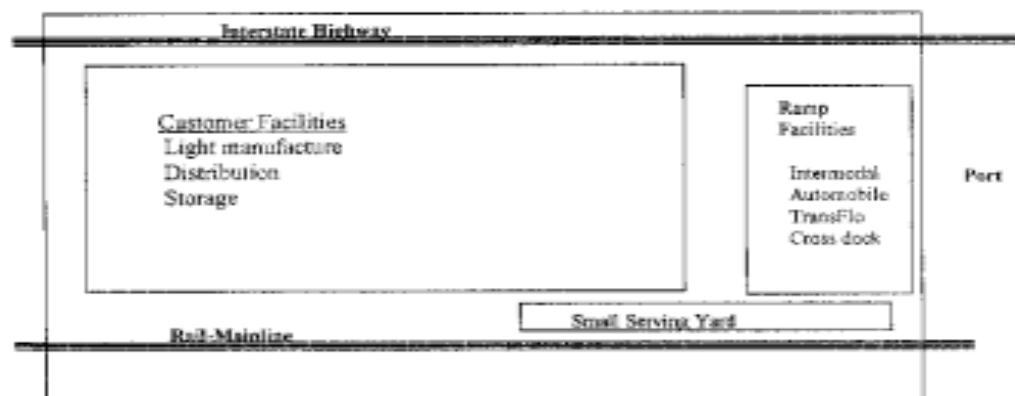 Interstate Highway
Customer Facilities
Light manufacture
Distribution
Storage
Ramp
Facilities
Intermodal
Automobile
TransFlo
Cross dock
Port
Small Serving Yard
Rail-Mainline